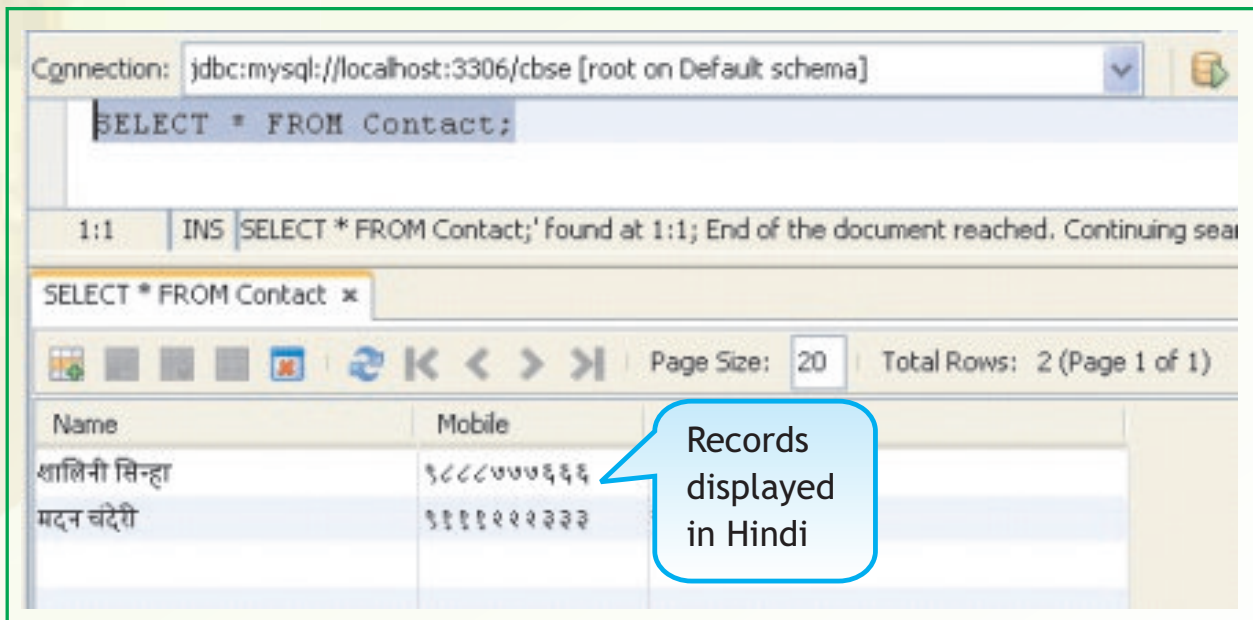 Connection: jdbc:mysql://localhost:3306/cbse [root on Default schema]
SELECT * FROM Contact;
1:1 INS SELECT * FROM Contact;' found at 1:1; End of the document reached. Continuing sear
SELECT * FROM Contact
Page Size: 20 Total Rows: 2 (Page 1 of 1)
Name Mobile
शालिनी सिन्हा ९८८८७७७६६६
मदन चंदेरी ९१११२२२३३३
Records
displayed
in Hindi